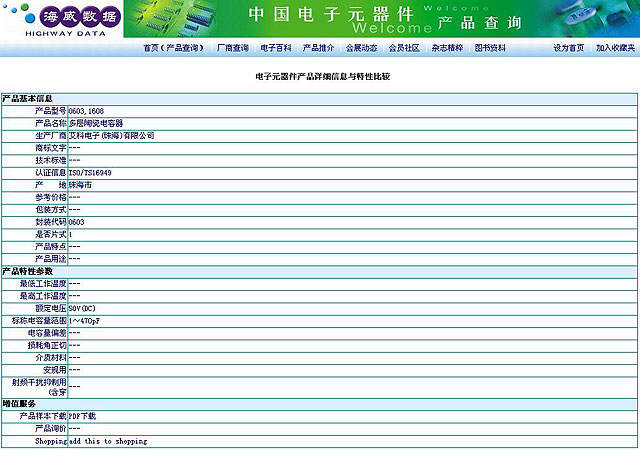 海威数据
HIGHWAY DATA
中国电子元器件 Welcome
Welcome 产品查询
首页(产品查询) 厂商查询 电子百科 产品推介 会展动态 会员社区 杂志精粹 图书资料 设为首页 加入收藏夹
电子元器件产品详细信息与特性比较
产品基本信息
产品型号 0603,1608
产品名称 多层陶瓷电容器
生产厂商 艾科电子(珠海)有限公司
商标文字 ---
技术标准 ---
认证信息 ISO/TS16949
产 地 珠海市
参考价格 ---
包装方式 ---
封装代码 0603
是否片式 1
产品特点 ---
产品用途 ---
产品特性参数
最低工作温度 ---
最高工作温度 ---
额定电压 50V(DC)
标称电容量范围 1~470pF
电容量偏差 ---
损耗角正切 ---
介质材料 ---
安规用 ---
射频干扰抑制用 ---
(含穿
增值服务
产品样本下载 PDF下载
产品询价 ---
Shopping add this to shopping